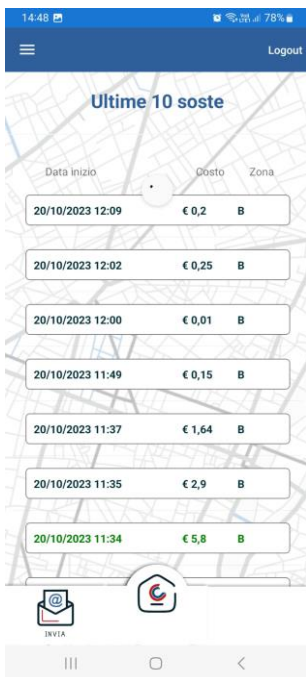 14:48 78%
Logout
Ultime 10 soste
Data inizio Costo Zona
20/10/2023 12:09 € 0,2 B
20/10/2023 12:02 € 0,25 B
20/10/2023 12:00 € 0,01 B
20/10/2023 11:49 € 0,15 B
20/10/2023 11:37 € 1,64 B
20/10/2023 11:35 € 2,9 B
20/10/2023 11:34 € 5,8 B
@
INVIA